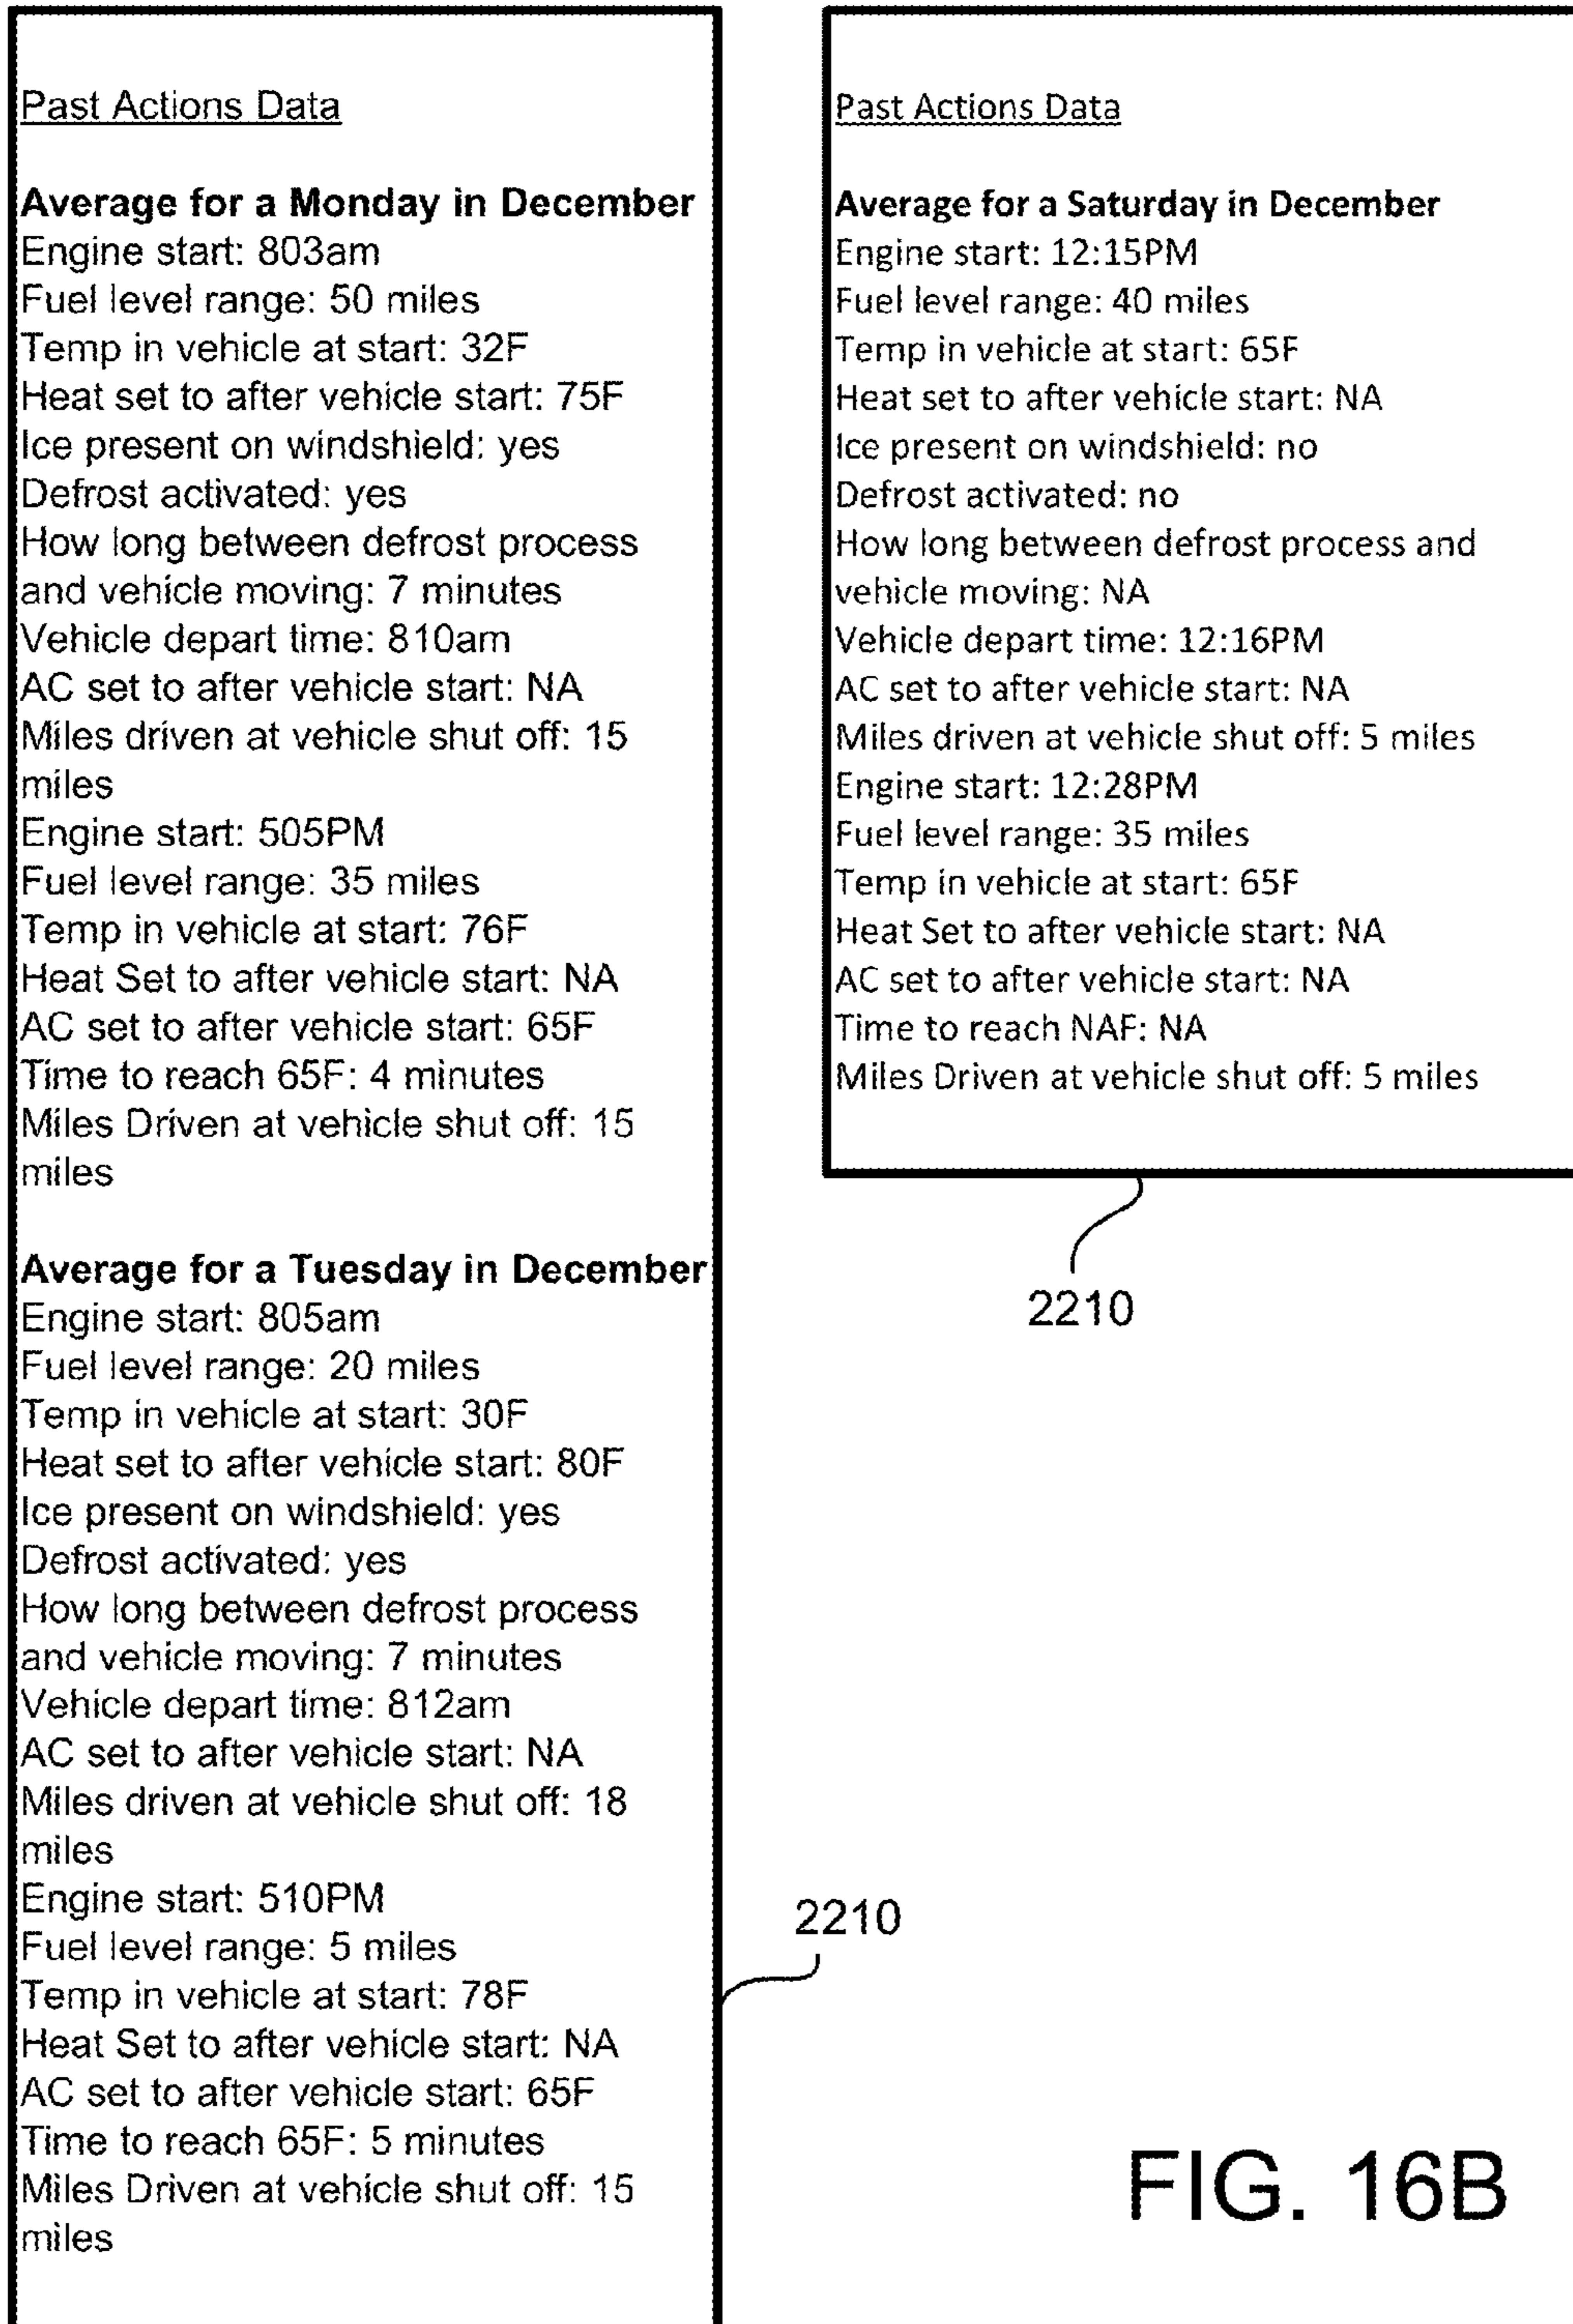 Past Actions Data
Average for a Monday in December
Engine start: 803am
Fuel level range: 50 miles
Temp in vehicle at start: 32F
Heat set to after vehicle start: 75F
Ice present on windshield: yes
Defrost activated: yes
How long between defrost process
and vehicle moving: 7 minutes
Vehicle depart time: 810am
AC set to after vehicle start: NA
Miles driven at vehicle shut off: 15
miles
Engine start: 505PM
Fuel level range: 35 miles
Temp in vehicle at start: 76F
Heat Set to after vehicle start: NA
AC set to after vehicle start: 65F
Time to reach 65F: 4 minutes
Miles Driven at vehicle shut off: 15
miles
Average for a Tuesday in December
Engine start: 805am
Fuel level range: 20 miles
Temp in vehicle at start: 30F
Heat set to after vehicle start: 80F
Ice present on windshield: yes
Defrost activated: yes
How long between defrost process
and vehicle moving: 7 minutes
Vehicle depart time: 812am
AC set to after vehicle start: NA
Miles driven at vehicle shut off: 18
miles
Engine start: 510PM
Fuel level range: 5 miles
Temp in vehicle at start: 78F
Heat Set to after vehicle start: NA
AC set to after vehicle start: 65F
Time to reach 65F: 5 minutes
Miles Driven at vehicle shut off: 15
miles
2210
Past Actions Data
Average for a Saturday in December
Engine start: 12:15PM
Fuel level range: 40 miles
Temp in vehicle at start: 65F
Heat set to after vehicle start: NA
Ice present on windshield: no
Defrost activated: no
How long between defrost process and
vehicle moving: NA
Vehicle depart time: 12:16PM
AC set to after vehicle start: NA
Miles driven at vehicle shut off: 5 miles
Engine start: 12:28PM
Fuel level range: 35 miles
Temp in vehicle at start: 65F
Heat Set to after vehicle start: NA
AC set to after vehicle start: NA
Time to reach NAF: NA
Miles Driven at vehicle shut off: 5 miles
2210
FIG. 16B